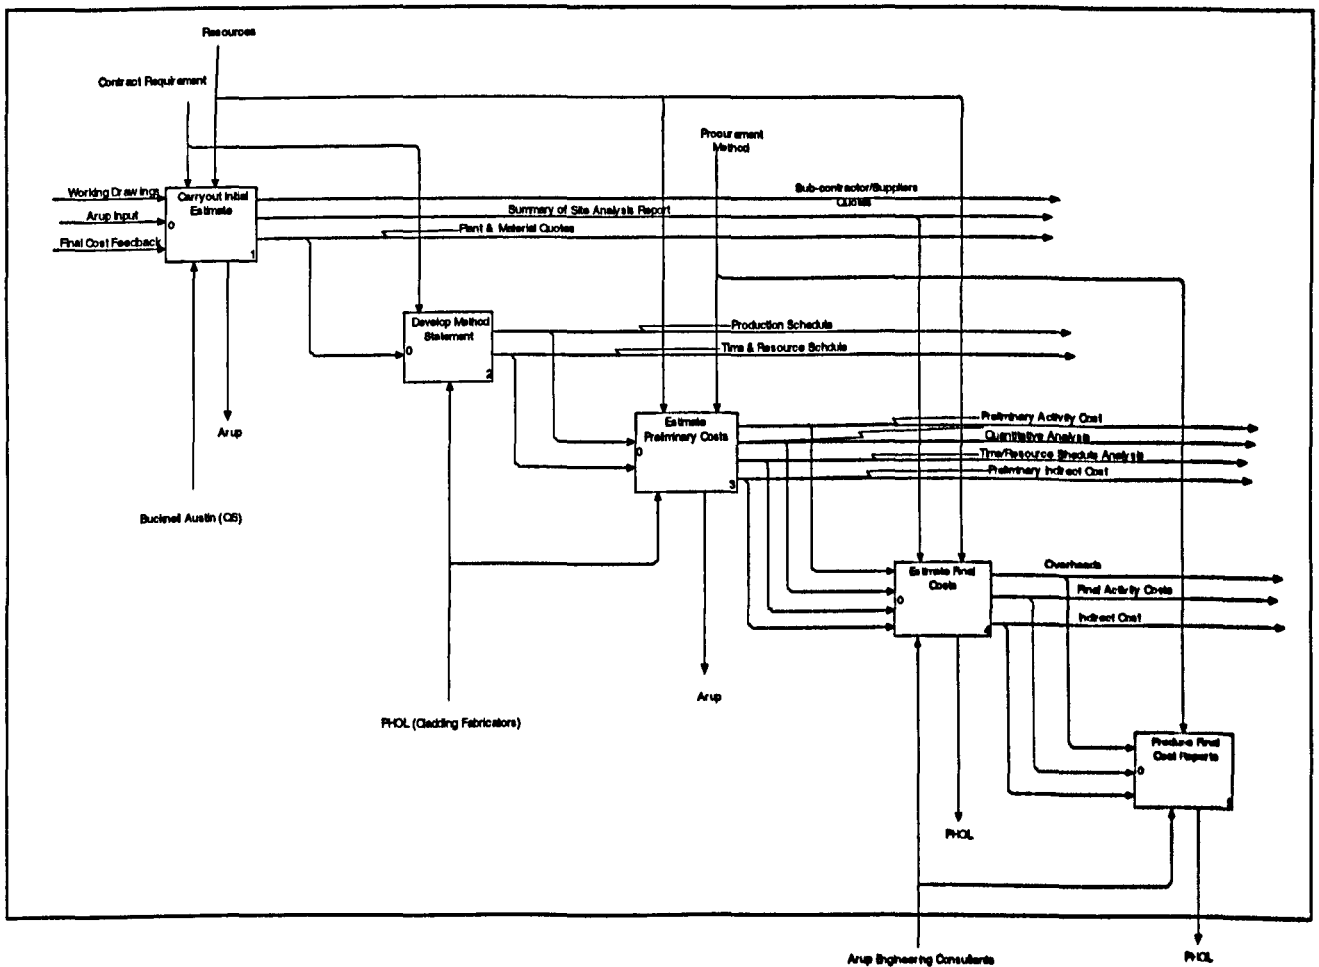 Resources
Contract Requirement
Procurement
Method
Working Drawings
Arup Input
Final Cost Feedback
Carryout Initial
Estimate
0
1
Sub-contractor/Suppliers
Quotes
Summary of Site Analysis Report
Plant & Material Quotes
Develop Method
Statement
0
2
Production Schedule
Time & Resource Schdule
Arup
Bucknell Austin (QS)
Estimate
Preliminary Costs
0
3
Preliminary Activity Cost
Quantitative Analysis
Time/Resource Shedule Analysis
Preliminary Indirect Cost
Estimate Final
Costs
0
4
Overheads
Final Activity Costs
Indirect Cost
Arup
PHOL (Cladding Fabricators)
Produce Final
Cost Reports
0
PHOL
Arup Engineering Consultants
PHOL